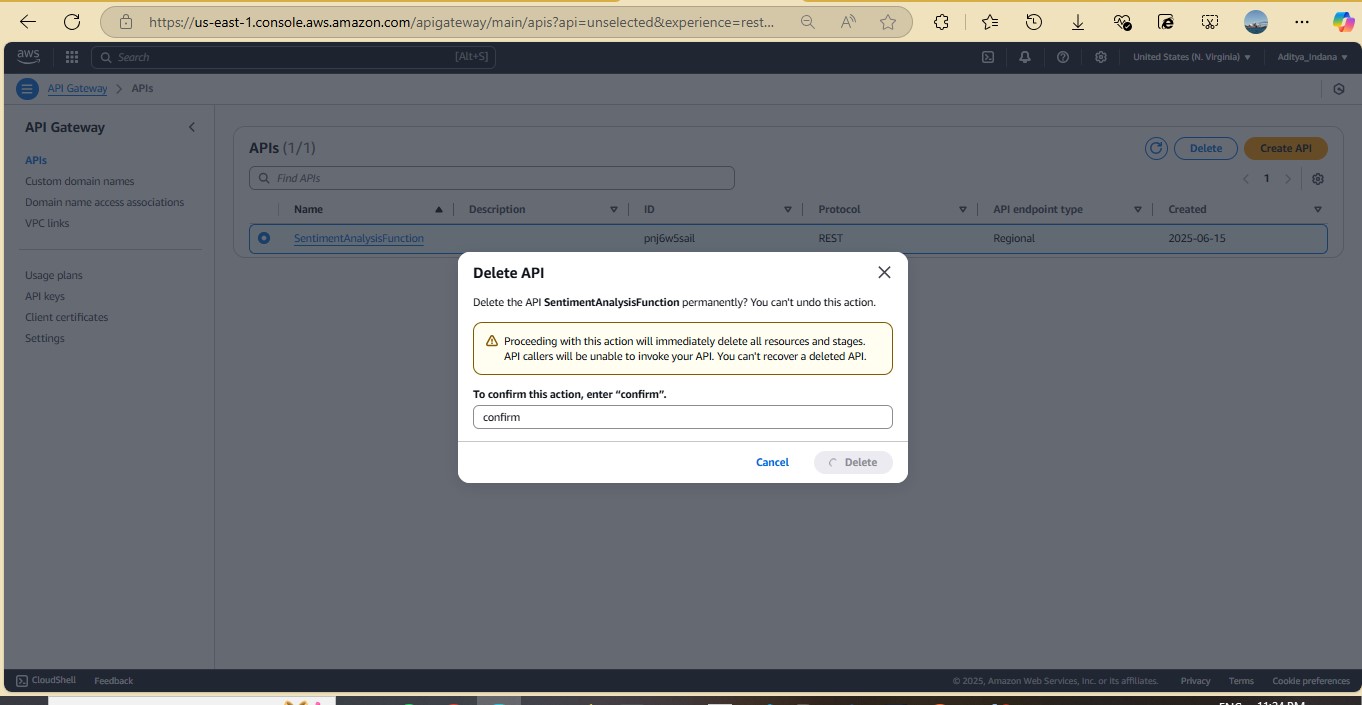 https://us-east-1.console.aws.amazon.com/apigateway/main/apis?api=unselected&experience=rest...
aws
Search [Alt+S]
United States (N. Virginia)
Aditya_Indana
API Gateway > APIs
API Gateway
APIs
Custom domain names
Domain name access associations
VPC links
Usage plans
API keys
Client certificates
Settings
APIs (1/1)
Delete
Create API
Find APIs
1
Name Description ID Protocol API endpoint type Created
SentimentAnalysisFunction pnj6w5sail REST Regional 2025-06-15
Delete API
Delete the API SentimentAnalysisFunction permanently? You can't undo this action.
Proceeding with this action will immediately delete all resources and stages.
API callers will be unable to invoke your API. You can't recover a deleted API.
To confirm this action, enter “confirm”.
confirm
Cancel Delete
CloudShell Feedback
© 2025, Amazon Web Services, Inc. or its affiliates. Privacy Terms Cookie preferences